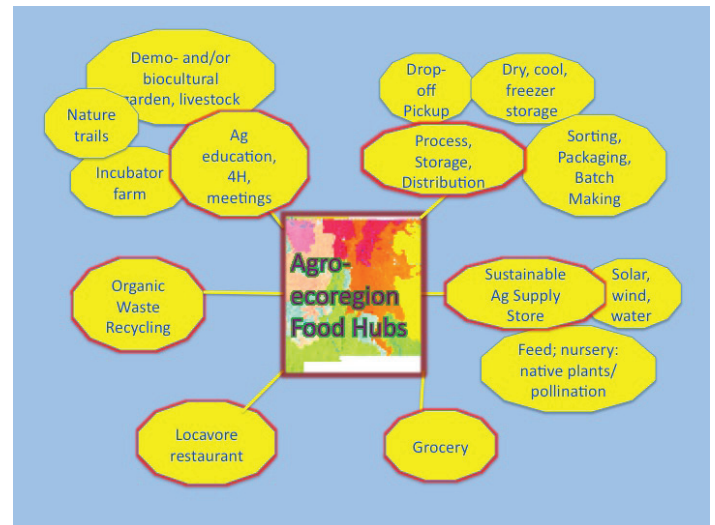 Demo- and/or
biocultural
garden, livestock
Nature
trails
Incubator
farm
Ag
education,
4H,
meetings
Drop-
off
Pickup
Dry, cool,
freezer
storage
Process,
Storage,
Distribution
Sorting,
Packaging,
Batch
Making
Agro-
ecoregion
Food Hubs
Organic
Waste
Recycling
Sustainable
Ag Supply
Store
Solar,
wind,
water
Feed; nursery:
native plants/
pollination
Locavore
restaurant
Grocery